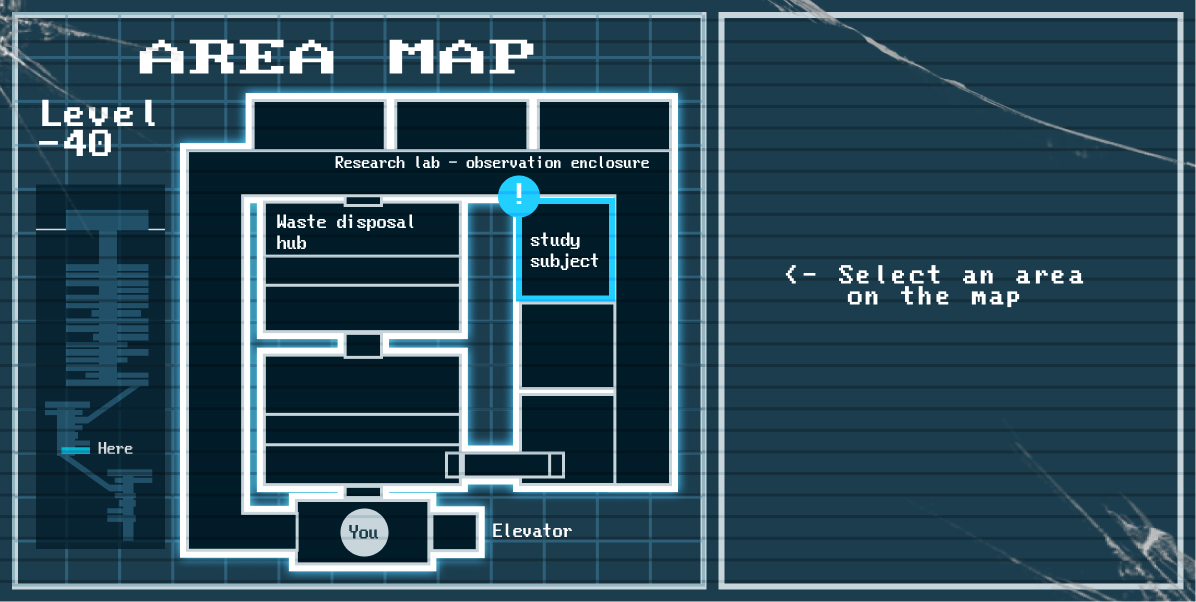 AREA MAP
Level
-40
Research lab - observation enclosure
!
Waste disposal
hub
study
subject
Here
You
Elevator
<- Select an area
on the map